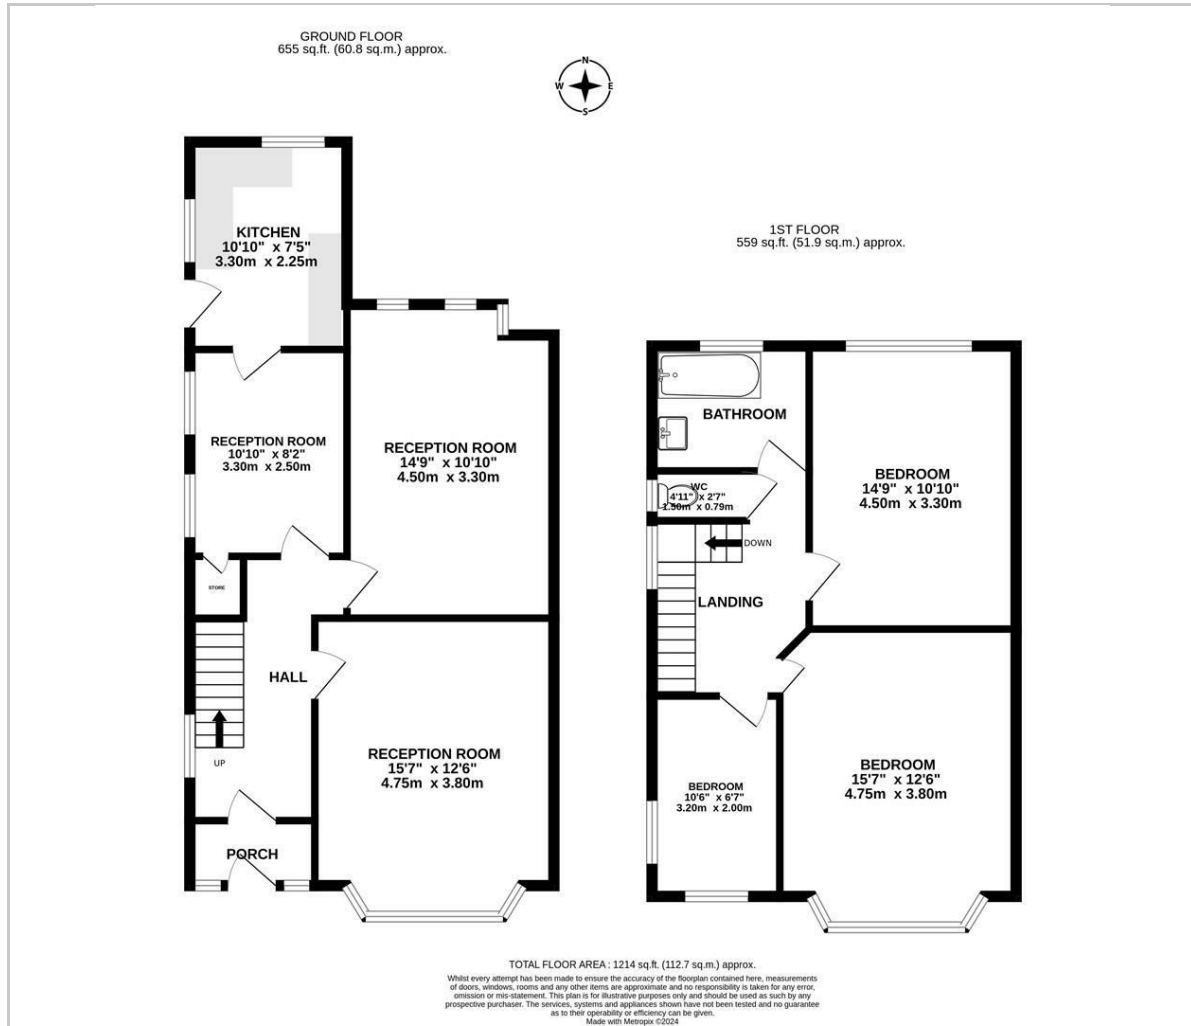 GROUND FLOOR
655 sq.ft. (60.8 sq.m.) approx.
N
W
E
S
KITCHEN
10'10" x 7'5"
3.30m x 2.25m
RECEPTION ROOM
10'10" x 8'2"
3.30m x 2.50m
RECEPTION ROOM
14'9" x 10'10"
4.50m x 3.30m
STORE
HALL
UP
RECEPTION ROOM
15'7" x 12'6"
4.75m x 3.80m
PORCH
1ST FLOOR
559 sq.ft. (51.9 sq.m.) approx.
BATHROOM
WC
4'11" x 2'7"
1.50m x 0.79m
BEDROOM
14'9" x 10'10"
4.50m x 3.30m
DOWN
LANDING
BEDROOM
10'6" x 6'7"
3.20m x 2.00m
BEDROOM
15'7" x 12'6"
4.75m x 3.80m
TOTAL FLOOR AREA : 1214 sq.ft. (112.7 sq.m.) approx.
Whilst every attempt has been made to ensure the accuracy of the floorplan contained here, measurements
of doors, windows, rooms and any other items are approximate and no responsibility is taken for any error,
omission or mis-statement. This plan is for illustrative purposes only and should be used as such by any
prospective purchaser. The services, systems and appliances shown have not been tested and no guarantee
as to their operability or efficiency can be given.
Made with Metropix ©2024